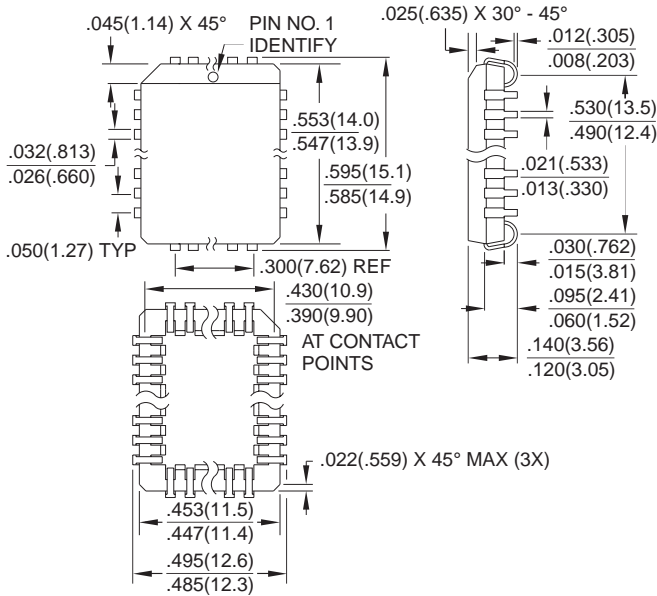 .045(1.14) X 45°
PIN NO. 1
IDENTIFY
.025(.635) X 30° - 45°
.012(.305)
.008(.203)
.553(14.0)
.547(13.9)
.530(13.5)
.490(12.4)
.032(.813)
.026(.660)
.595(15.1)
.585(14.9)
.021(.533)
.013(.330)
.050(1.27) TYP
.300(7.62) REF
.430(10.9)
.390(9.90)
AT CONTACT
POINTS
.030(.762)
.015(3.81)
.095(2.41)
.060(1.52)
.140(3.56)
.120(3.05)
.022(.559) X 45° MAX (3X)
.453(11.5)
.447(11.4)
.495(12.6)
.485(12.3)